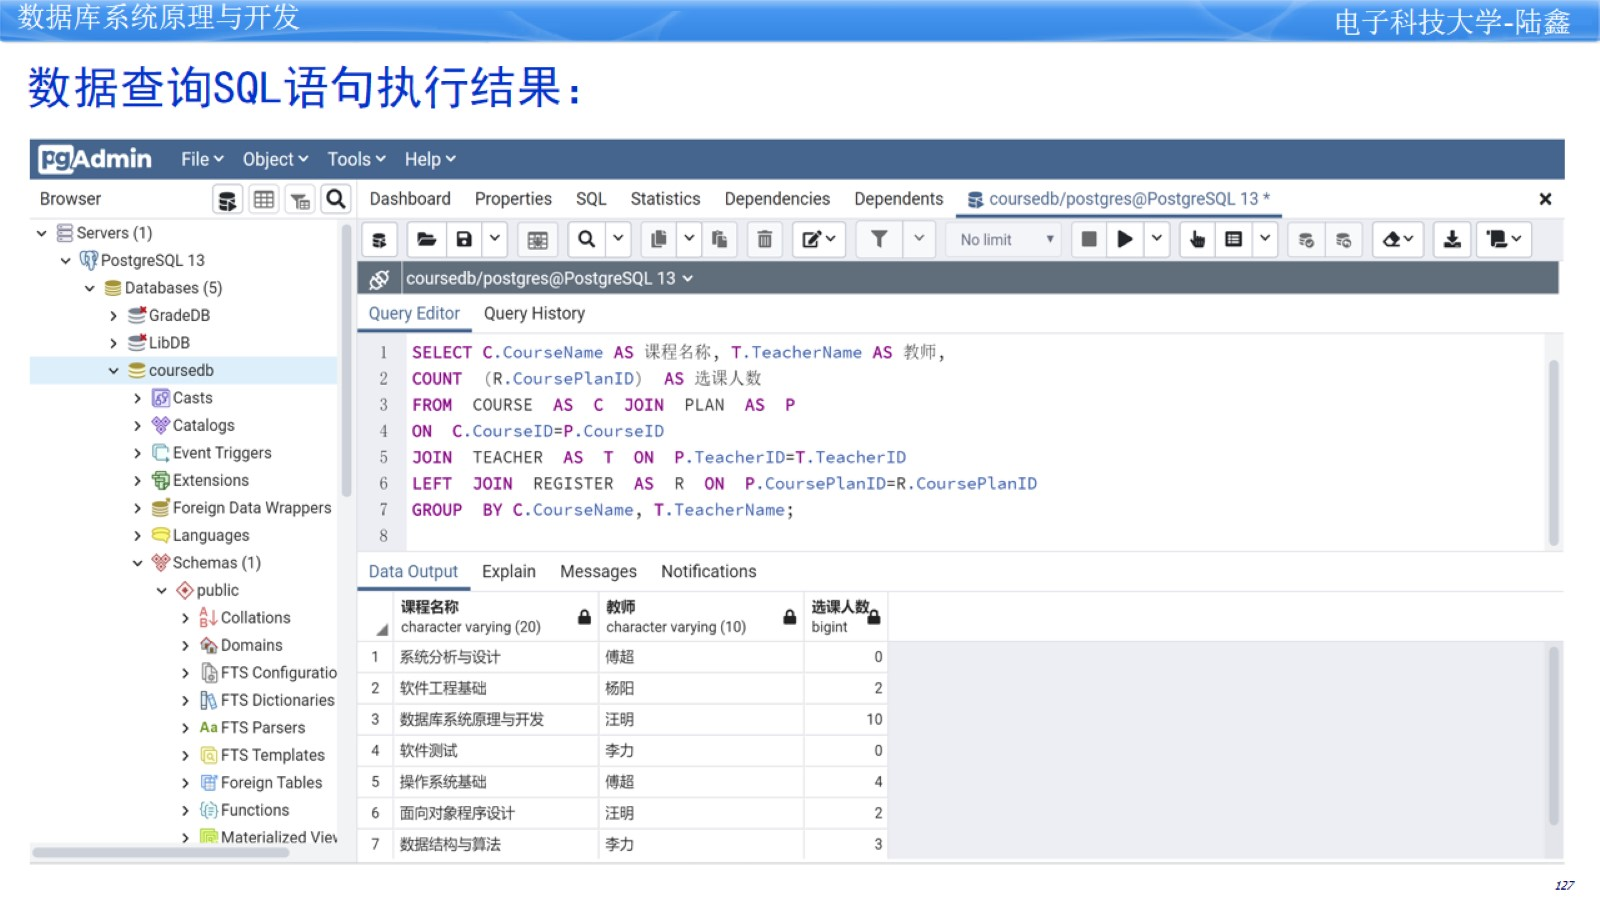 数据库系统原理与开发
电子科技大学-陆鑫
数据查询SQL语句执行结果：
pgAdmin File Object Tools Help
Browser
Dashboard Properties SQL Statistics Dependencies Dependents coursedb/postgres@PostgreSQL 13 *
Servers (1)
PostgreSQL 13
Databases (5)
GradeDB
LibDB
coursedb
Casts
Catalogs
Event Triggers
Extensions
Foreign Data Wrappers
Languages
Schemas (1)
public
Collations
Domains
FTS Configuratio
FTS Dictionaries
FTS Parsers
FTS Templates
Foreign Tables
Functions
Materialized Viev
No limit
coursedb/postgres@PostgreSQL 13
Query Editor Query History
1 SELECT C.CourseName AS 课程名称, T.TeacherName AS 教师,
2 COUNT （R.CoursePlanID） AS 选课人数
3 FROM COURSE AS C JOIN PLAN AS P
4 ON C.CourseID=P.CourseID
5 JOIN TEACHER AS T ON P.TeacherID=T.TeacherID
6 LEFT JOIN REGISTER AS R ON P.CoursePlanID=R.CoursePlanID
7 GROUP BY C.CourseName, T.TeacherName;
8
Data Output Explain Messages Notifications
课程名称 教师 选课人数
character varying (20) character varying (10) bigint
1 系统分析与设计 傅超 0
2 软件工程基础 杨阳 2
3 数据库系统原理与开发 汪明 10
4 软件测试 李力 0
5 操作系统基础 傅超 4
6 面向对象程序设计 汪明 2
7 数据结构与算法 李力 3
127